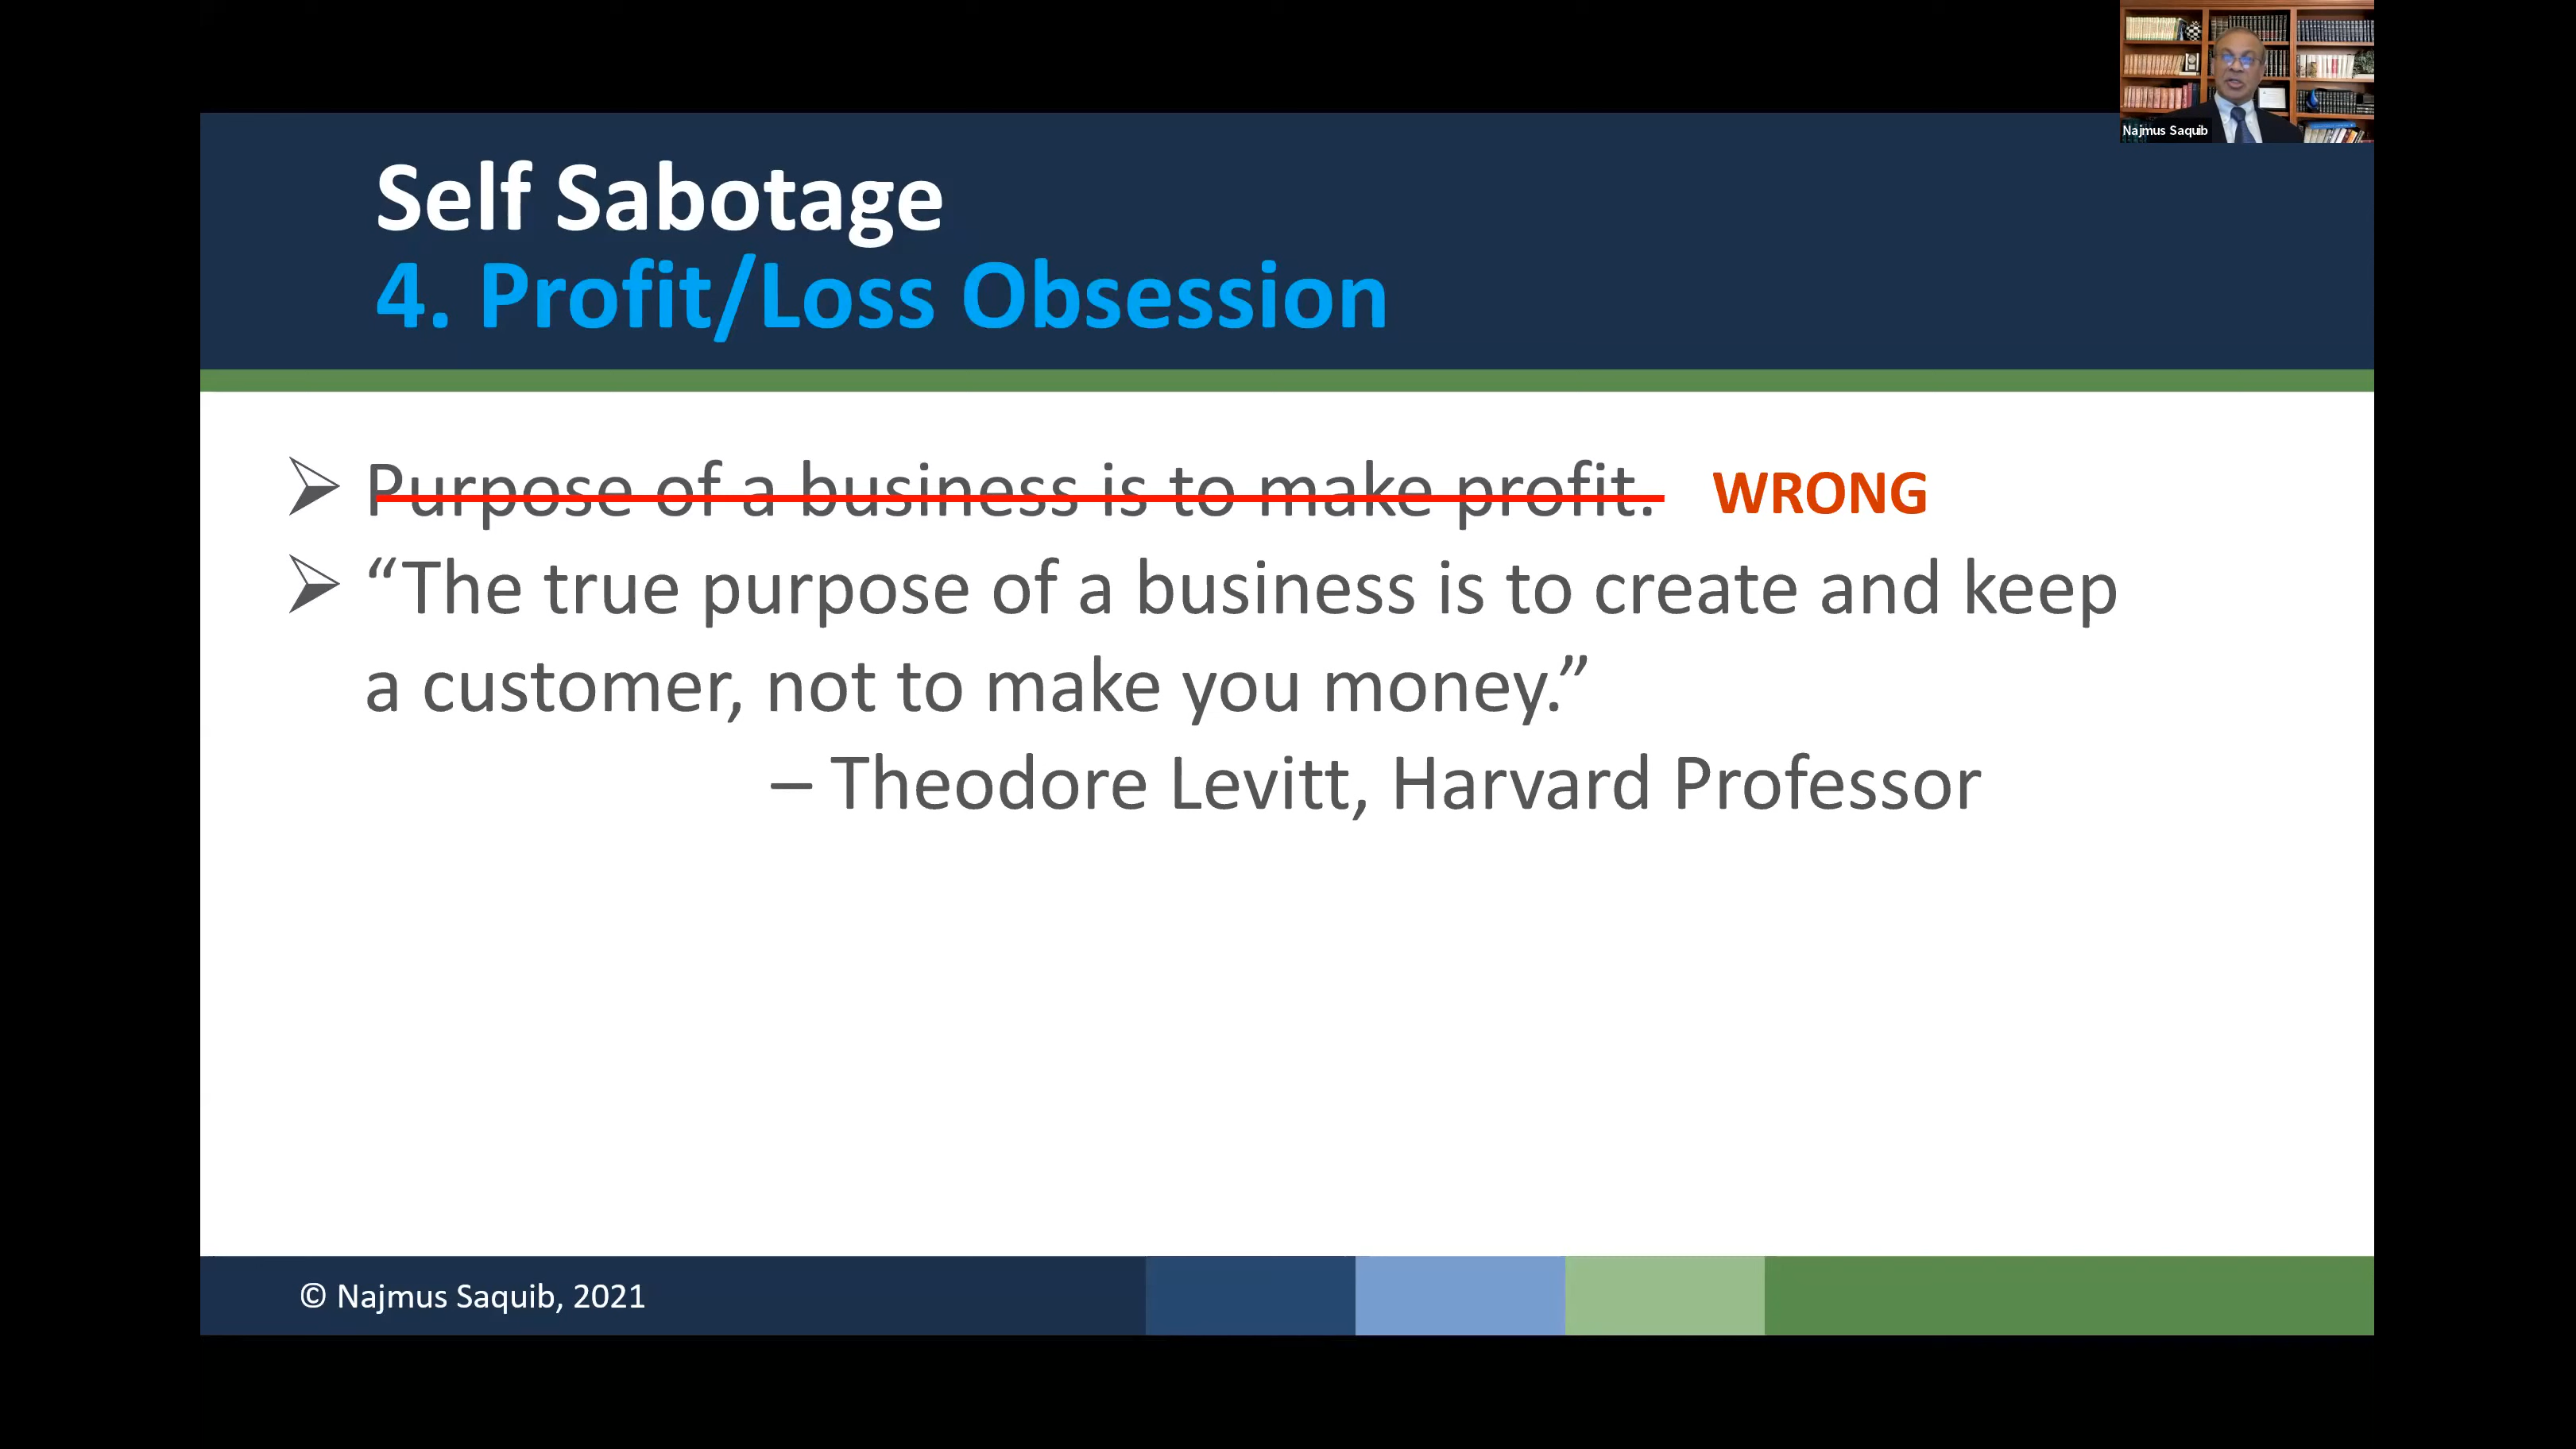 Najmus Saquib
Self Sabotage
4. Profit/Loss Obsession
Purpose of a business is to make profit. WRONG
“The true purpose of a business is to create and keep
a customer, not to make you money.”
– Theodore Levitt, Harvard Professor
© Najmus Saquib, 2021